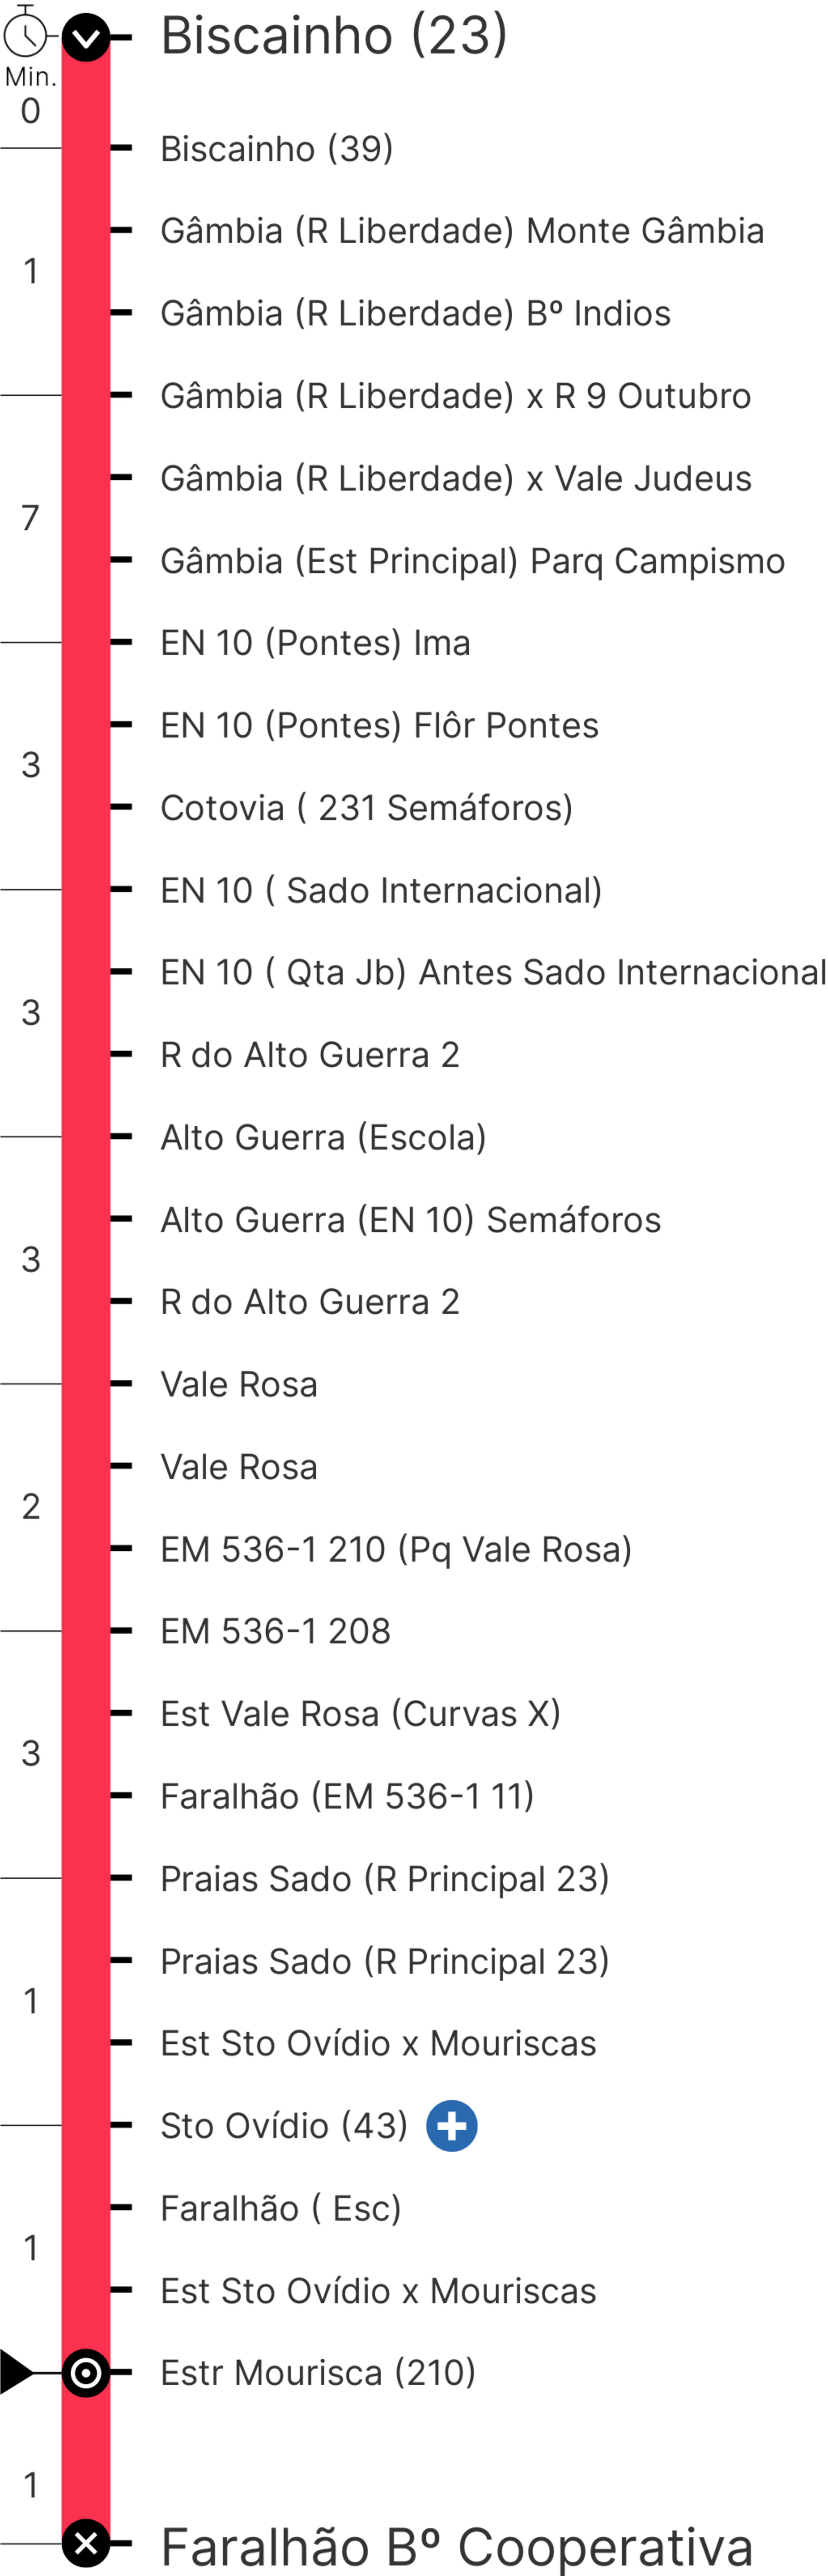 Biscainho (23)
Min.
0
Biscainho (39)
Gâmbia (R Liberdade) Monte Gâmbia
1
Gâmbia (R Liberdade) Bº Indios
Gâmbia (R Liberdade) x R 9 Outubro
Gâmbia (R Liberdade) x Vale Judeus
7
Gâmbia (Est Principal) Parq Campismo
EN 10 (Pontes) Ima
EN 10 (Pontes) Flôr Pontes
3
Cotovia ( 231 Semáforos)
EN 10 ( Sado Internacional)
EN 10 ( Qta Jb) Antes Sado Internacional
3
R do Alto Guerra 2
Alto Guerra (Escola)
Alto Guerra (EN 10) Semáforos
3
R do Alto Guerra 2
Vale Rosa
Vale Rosa
2
EM 536-1 210 (Pq Vale Rosa)
EM 536-1 208
Est Vale Rosa (Curvas X)
3
Faralhão (EM 536-1 11)
Praias Sado (R Principal 23)
Praias Sado (R Principal 23)
1
Est Sto Ovídio x Mouriscas
Sto Ovídio (43)
Faralhão ( Esc)
1
Est Sto Ovídio x Mouriscas
Estr Mourisca (210)
1
Faralhão Bº Cooperativa